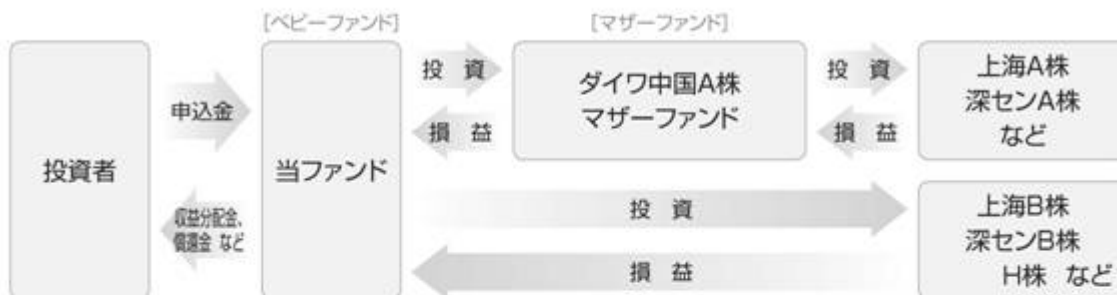 [ベビーファンド]
[マザーファンド]
投資者
申込金
収益分配金、
償還金 など
当ファンド
投 資
損 益
ダイワ中国A株
マザーファンド
投 資
損 益
上海A株
深センA株
など
投 資
損 益
上海B株
深センB株
H株 など